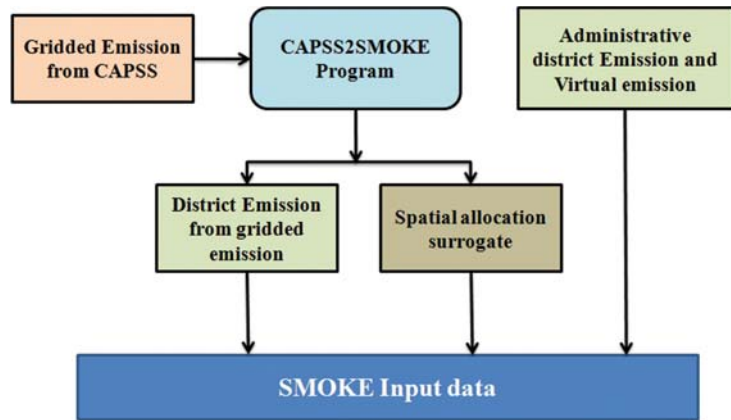 Gridded Emission
from CAPSS
CAPSS2SMOKE
Program
Administrative
district Emission and
Virtual emission
District Emission
from gridded
emission
Spatial allocation
surrogate
SMOKE Input data